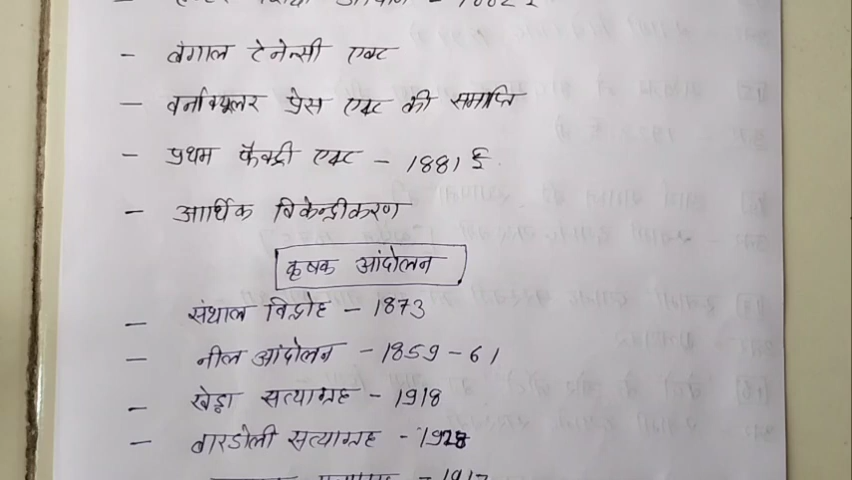 - बंगाल टेनेन्सी एक्ट
- वर्नाक्यूलर प्रेस एक्ट की समाप्ति
- प्रथम फैक्ट्री एक्ट - 1881 ई
- आर्थिक विकेन्द्रीकरण
कृषक आंदोलन
- संथाल विद्रोह - 1873
- नील आंदोलन - 1859-61
- खेड़ा सत्याग्रह - 1918
- बारडोली सत्याग्रह - 1928